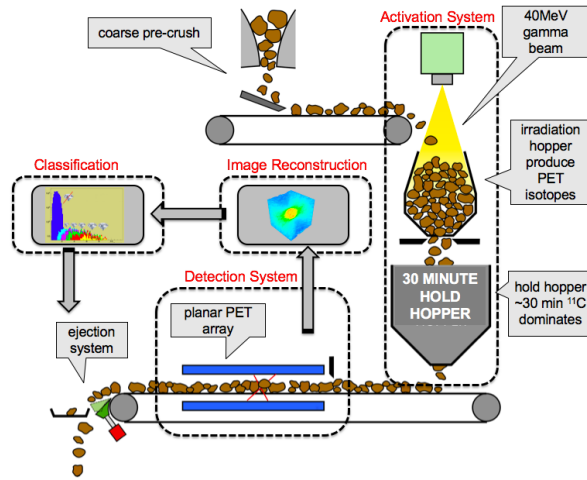 coarse pre-crush
Activation System
40MeV
gamma
beam
irradiation
hopper
produce
PET
isotopes
Classification
Image Reconstruction
Detection System
planar PET
array
30 MINUTE
HOLD
HOPPER
hold hopper
~30 min ¹¹C
dominates
ejection
system